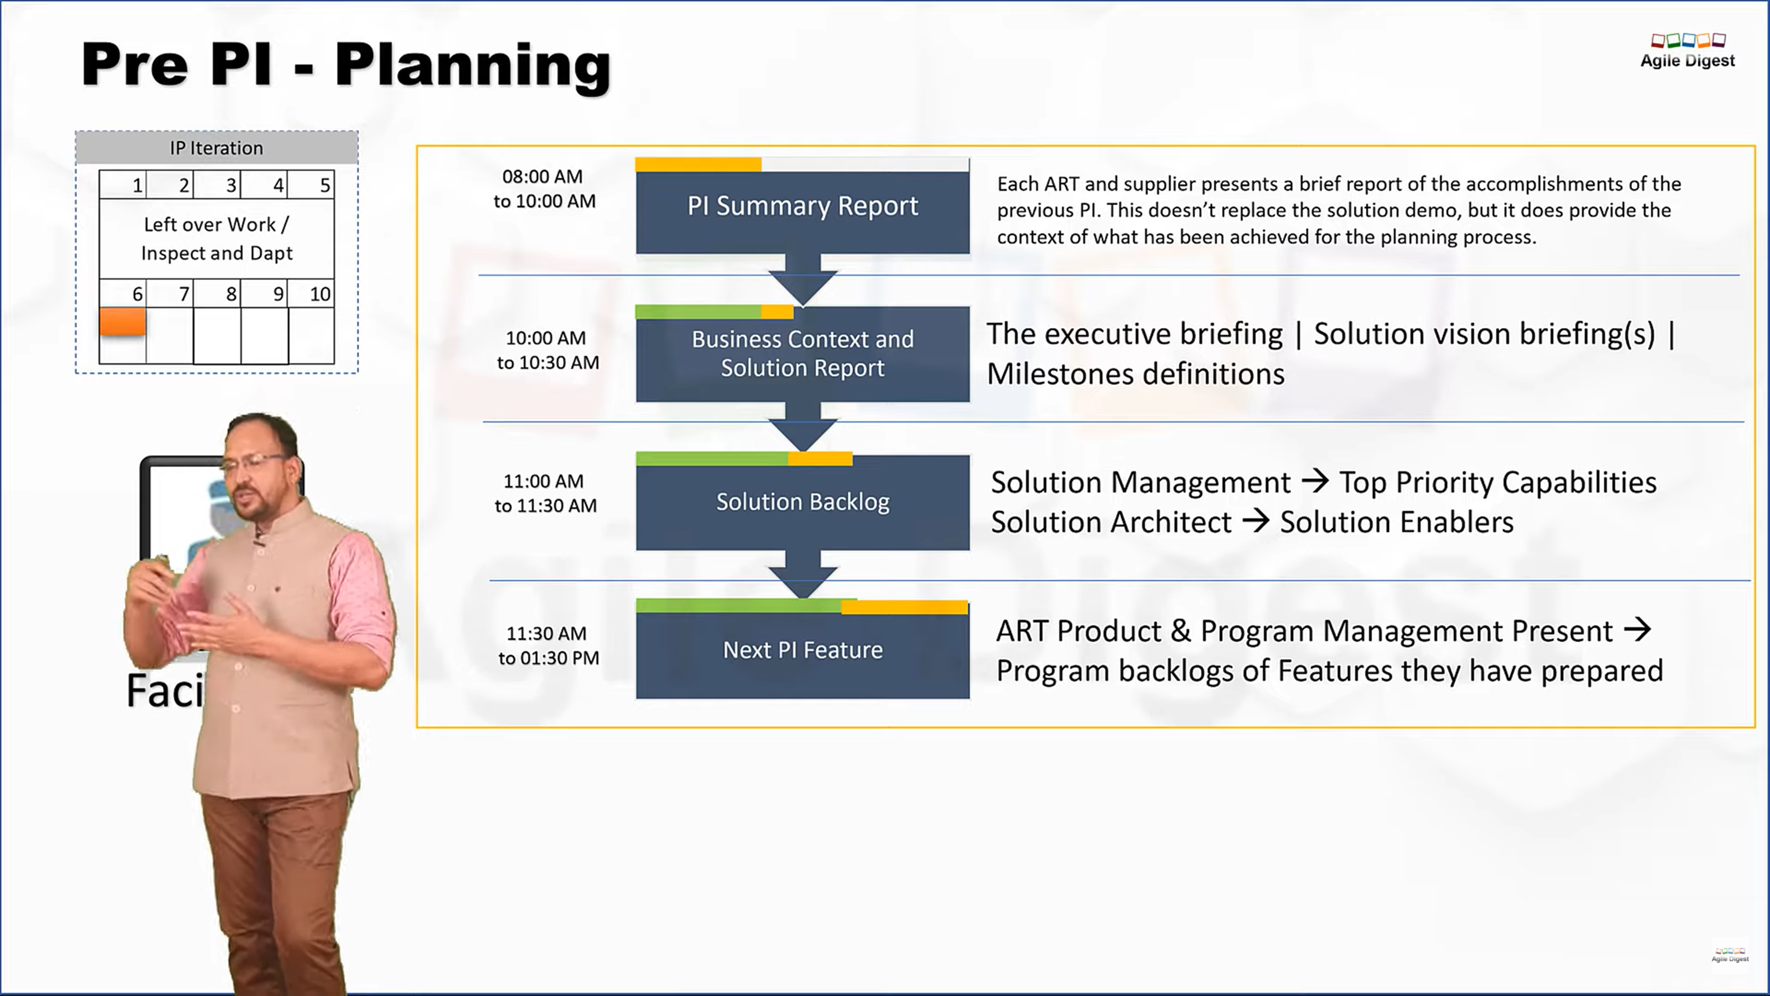 Pre PI - Planning
Agile Digest
IP Iteration
1 2 3 4 5
Left over Work /
Inspect and Dapt
6 7 8 9 10
08:00 AM
to 10:00 AM
PI Summary Report
Each ART and supplier presents a brief report of the accomplishments of the
previous PI. This doesn't replace the solution demo, but it does provide the
context of what has been achieved for the planning process.
10:00 AM
to 10:30 AM
Business Context and
Solution Report
The executive briefing | Solution vision briefing(s) |
Milestones definitions
11:00 AM
to 11:30 AM
Solution Backlog
Solution Management → Top Priority Capabilities
Solution Architect → Solution Enablers
11:30 AM
to 01:30 PM
Next PI Feature
ART Product & Program Management Present →
Program backlogs of Features they have prepared
Faci
Agile Digest
Agile Digest